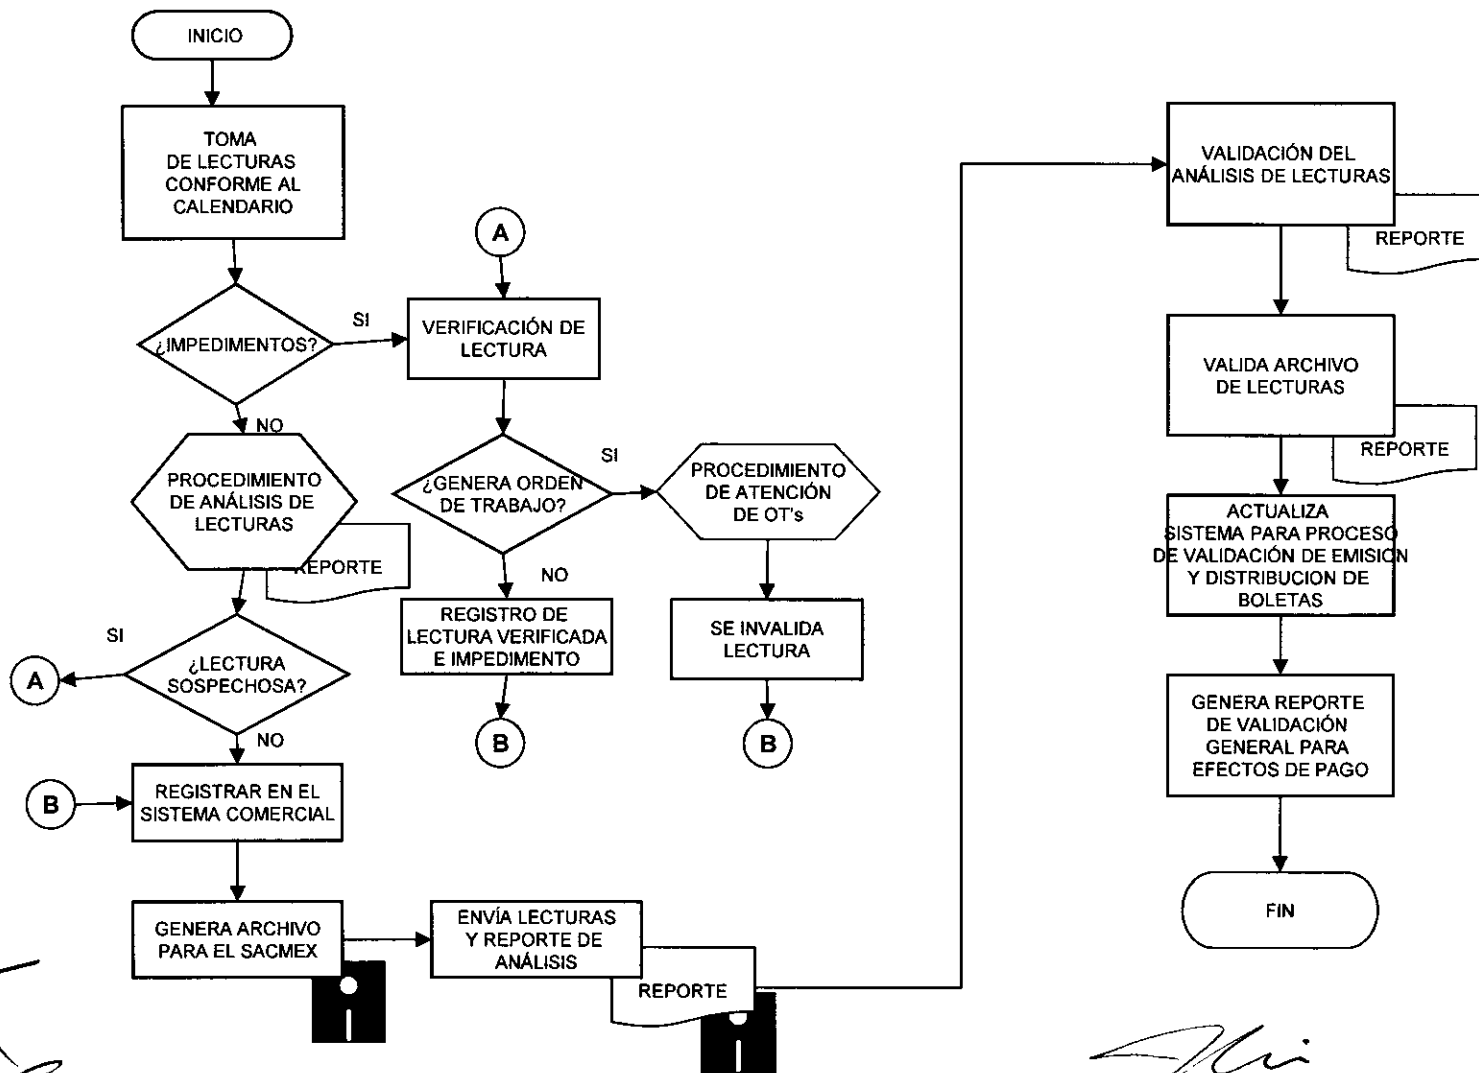 INICIO
TOMA
DE LECTURAS
CONFORME AL
CALENDARIO
¿IMPEDIMENTOS?
SI
NO
A
VERIFICACIÓN DE
LECTURA
PROCEDIMIENTO
DE ANÁLISIS DE
LECTURAS
REPORTE
¿GENERA ORDEN
DE TRABAJO?
SI
NO
PROCEDIMIENTO
DE ATENCIÓN
DE OT's
REGISTRO DE
LECTURA VERIFICADA
E IMPEDIMENTO
B
SE INVALIDA
LECTURA
B
¿LECTURA
SOSPECHOSA?
SI
A
NO
B
REGISTRAR EN EL
SISTEMA COMERCIAL
GENERA ARCHIVO
PARA EL SACMEX
ENVÍA LECTURAS
Y REPORTE DE
ANÁLISIS
REPORTE
VALIDACIÓN DEL
ANÁLISIS DE LECTURAS
REPORTE
VALIDA ARCHIVO
DE LECTURAS
REPORTE
ACTUALIZA
SISTEMA PARA PROCESO
DE VALIDACIÓN DE EMISIÓN
Y DISTRIBUCION DE
BOLETAS
GENERA REPORTE
DE VALIDACIÓN
GENERAL PARA
EFECTOS DE PAGO
FIN